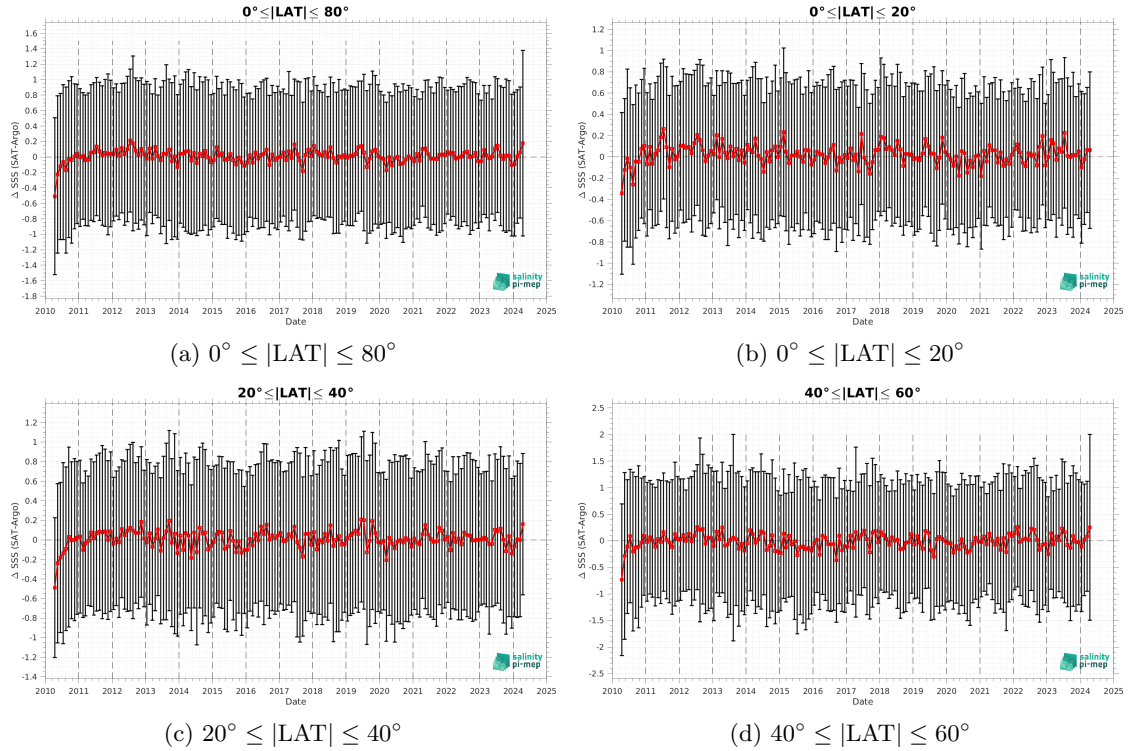 0°≤|LAT|≤ 80°
Δ SSS (SAT-Argo)
1.6
1.4
1.2
1
0.8
0.6
0.4
0.2
0
-0.2
-0.4
-0.6
-0.8
-1
-1.2
-1.4
-1.6
-1.8
2010 2011 2012 2013 2014 2015 2016 2017 2018 2019 2020 2021 2022 2023 2024 2025
Date
salinity
pi-mep
(a) 0° ≤ |LAT| ≤ 80°
0°≤|LAT|≤ 20°
Δ SSS (SAT-Argo)
1.2
0.8
0.6
0.4
0.2
0
-0.2
-0.4
-0.6
-0.8
-1.2
2010 2011 2012 2013 2014 2015 2016 2017 2018 2019 2020 2021 2022 2023 2024 2025
Date
salinity
pi-mep
(b) 0° ≤ |LAT| ≤ 20°
20°≤|LAT|≤ 40°
Δ SSS (SAT-Argo)
1.2
1
0.8
0.6
0.4
0.2
0
-0.2
-0.4
-0.6
-0.8
-1
-1.2
-1.4
2010 2011 2012 2013 2014 2015 2016 2017 2018 2019 2020 2021 2022 2023 2024 2025
Date
salinity
pi-mep
(c) 20° ≤ |LAT| ≤ 40°
40°≤|LAT|≤ 60°
Δ SSS (SAT-Argo)
2.5
2
1.5
1
0.5
0
-0.5
-1
-1.5
-2
-2.5
2010 2011 2012 2013 2014 2015 2016 2017 2018 2019 2020 2021 2022 2023 2024 2025
Date
salinity
pi-mep
(d) 40° ≤ |LAT| ≤ 60°